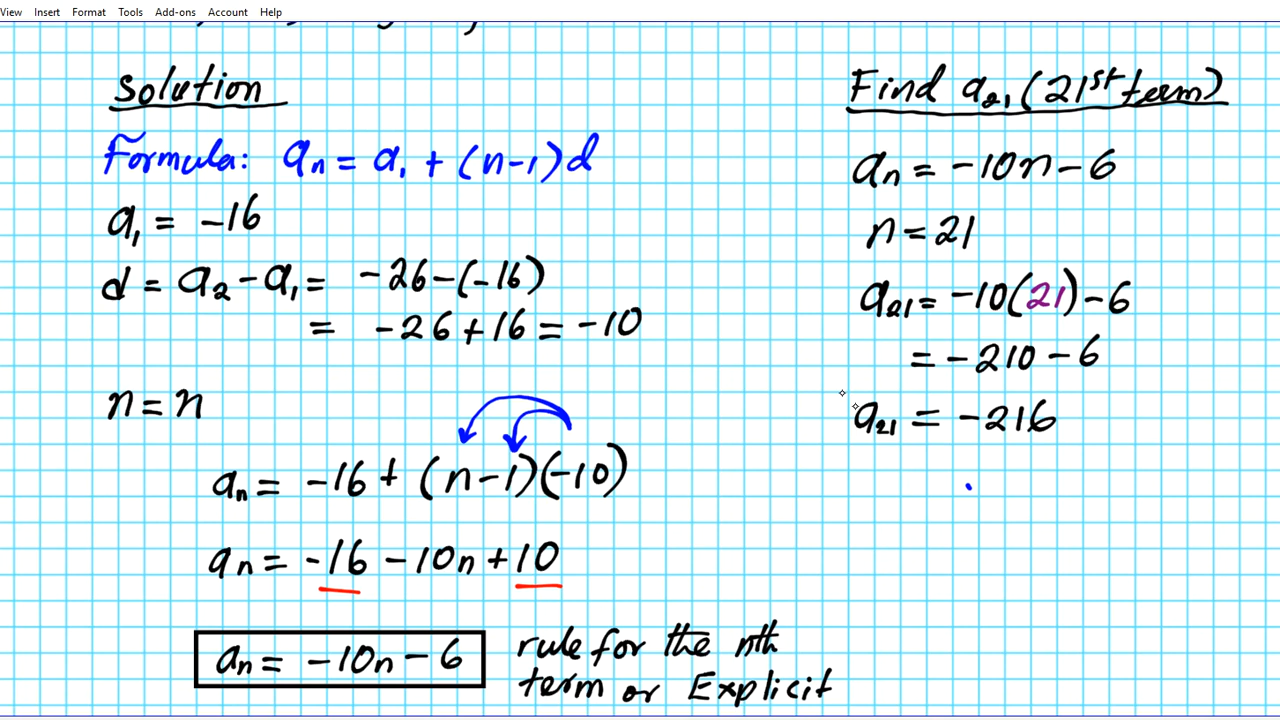 View Insert Format Tools Add-ons Account Help
Solution
Formula: aₙ = a₁ + (n-1)d
a₁ = -16
d = a₂ - a₁ = -26-(-16)
= -26+16 = -10
n = n
aₙ = -16 + (n-1)(-10)
aₙ = -16 -10n +10
aₙ = -10n - 6
rule for the nth
term or Explicit
Find a₂₁ (21ˢᵗ term)
aₙ = -10n - 6
n = 21
a₂₁ = -10(21) - 6
= -210 - 6
a₂₁ = -216